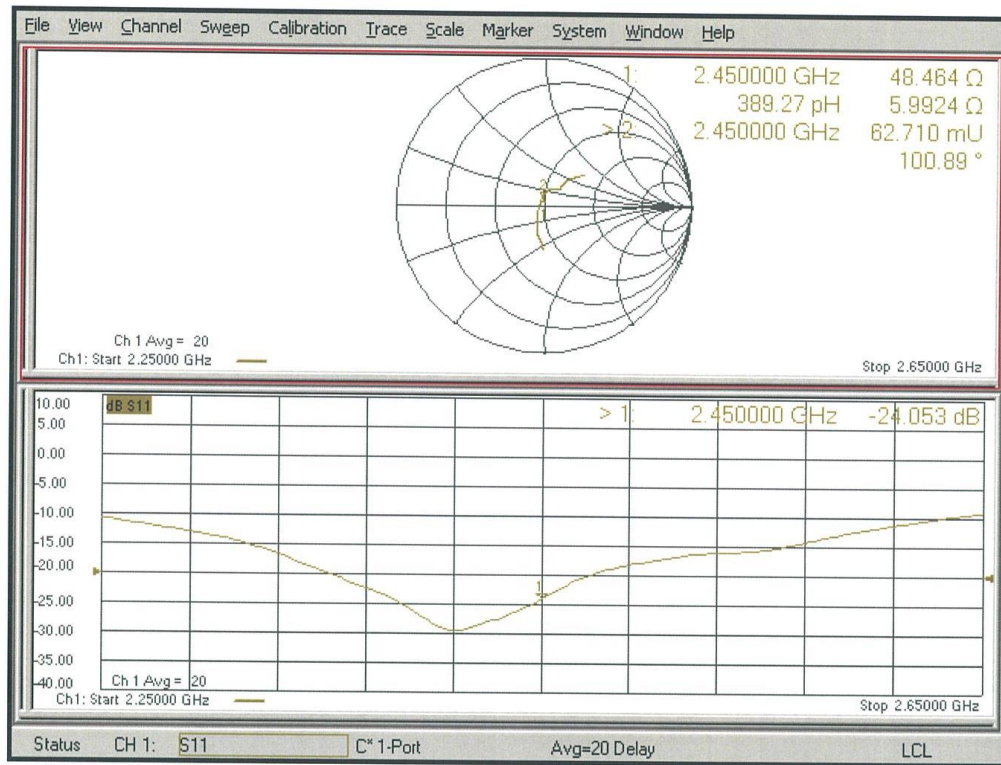 File View Channel Sweep Calibration Trace Scale Marker System Window Help
1: 2.450000 GHz 48.464 Ω
389.27 pH 5.9924 Ω
> 2 2.450000 GHz 62.710 mU
100.89 °
2
Ch 1 Avg = 20
Ch1: Start 2.25000 GHz
Stop 2.65000 GHz
10.00 dB S11
> 1: 2.450000 GHz -24.053 dB
5.00
0.00
-5.00
-10.00
-15.00
-20.00
1
-25.00
-30.00
-35.00
-40.00
Ch 1 Avg = 20
Ch1: Start 2.25000 GHz
Stop 2.65000 GHz
Status CH 1: S11 C* 1-Port Avg=20 Delay LCL